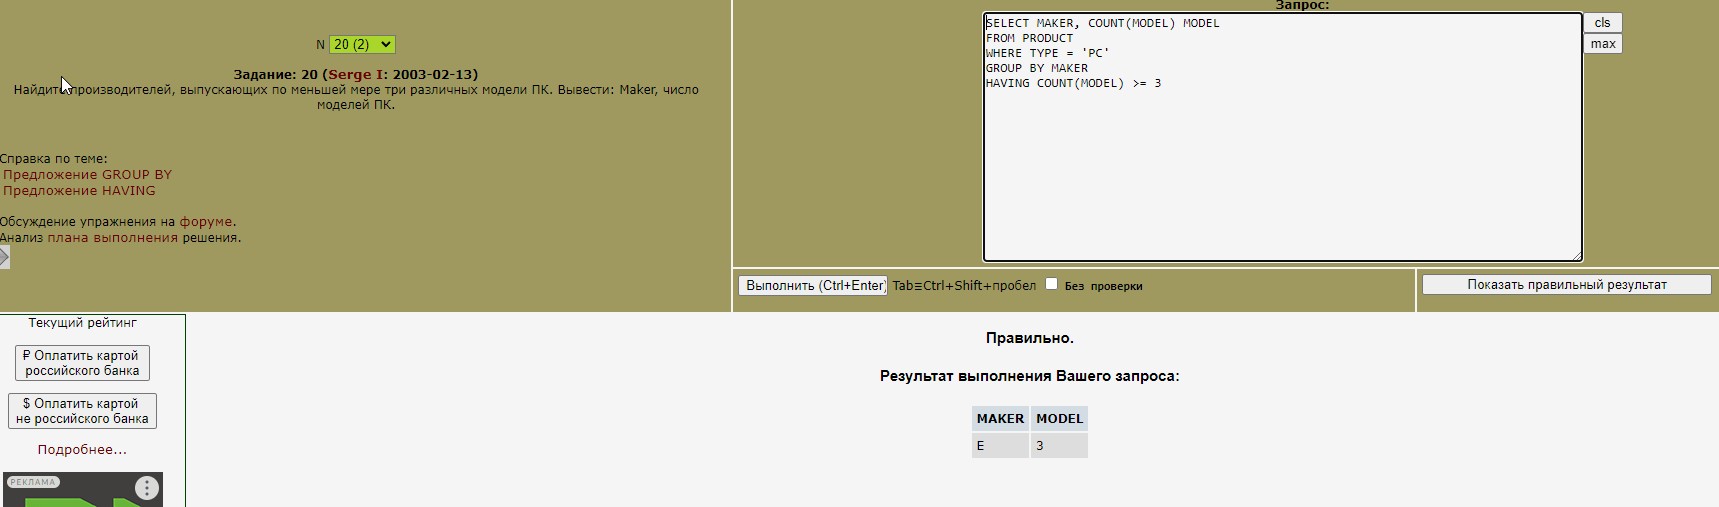 N 20 (2)
Задание: 20 (Serge I: 2003-02-13)
Найдите производителей, выпускающих по меньшей мере три различных модели ПК. Вывести: Maker, число
моделей ПК.
Справка по теме:
Предложение GROUP BY
Предложение HAVING
Обсуждение упражнения на форуме.
Анализ плана выполнения решения.
Запрос:
SELECT MAKER, COUNT(MODEL) MODEL
FROM PRODUCT
WHERE TYPE = 'PC'
GROUP BY MAKER
HAVING COUNT(MODEL) >= 3
cls
max
Выполнить (Ctrl+Enter) Tab≡Ctrl+Shift+пробел Без проверки
Показать правильный результат
Текущий рейтинг
₽ Оплатить картой
российского банка
$ Оплатить картой
не российского банка
Подробнее...
РЕКЛАМА
Правильно.
Результат выполнения Вашего запроса:
MAKER MODEL
E 3